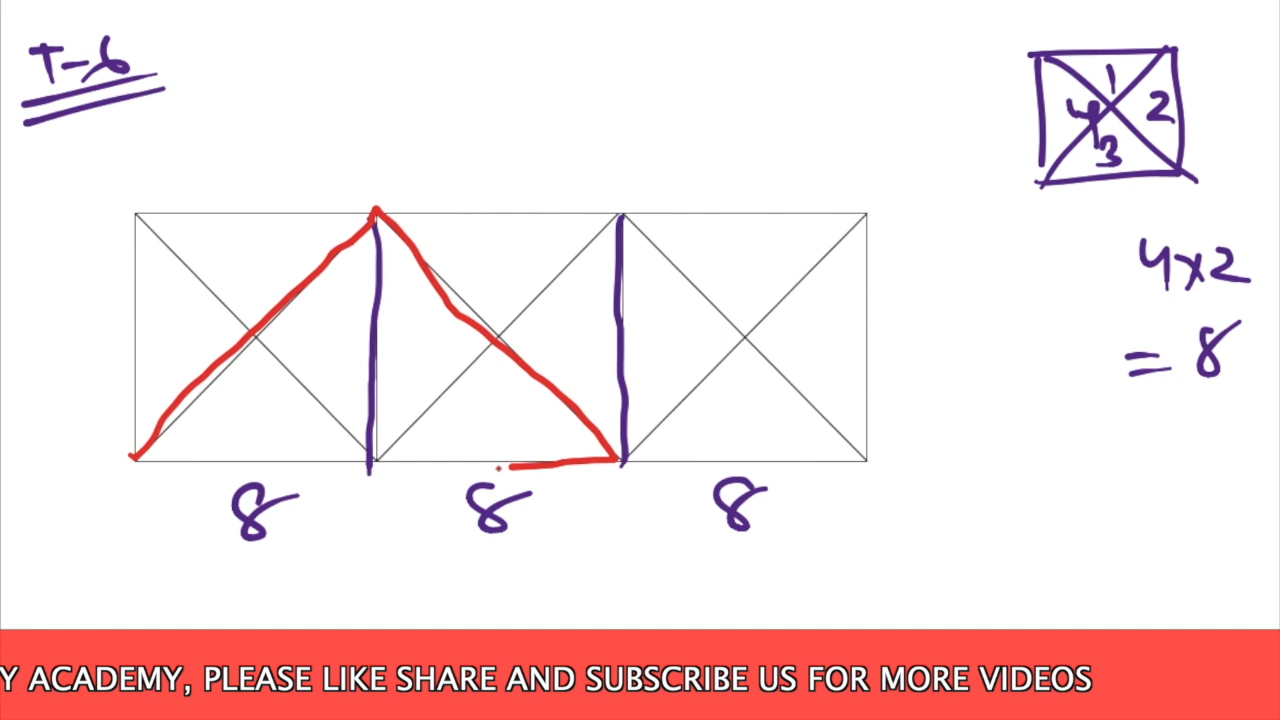 T-6
1
4 2
3
4x2
= 8
8 8 8
Y ACADEMY, PLEASE LIKE SHARE AND SUBSCRIBE US FOR MORE VIDEOS